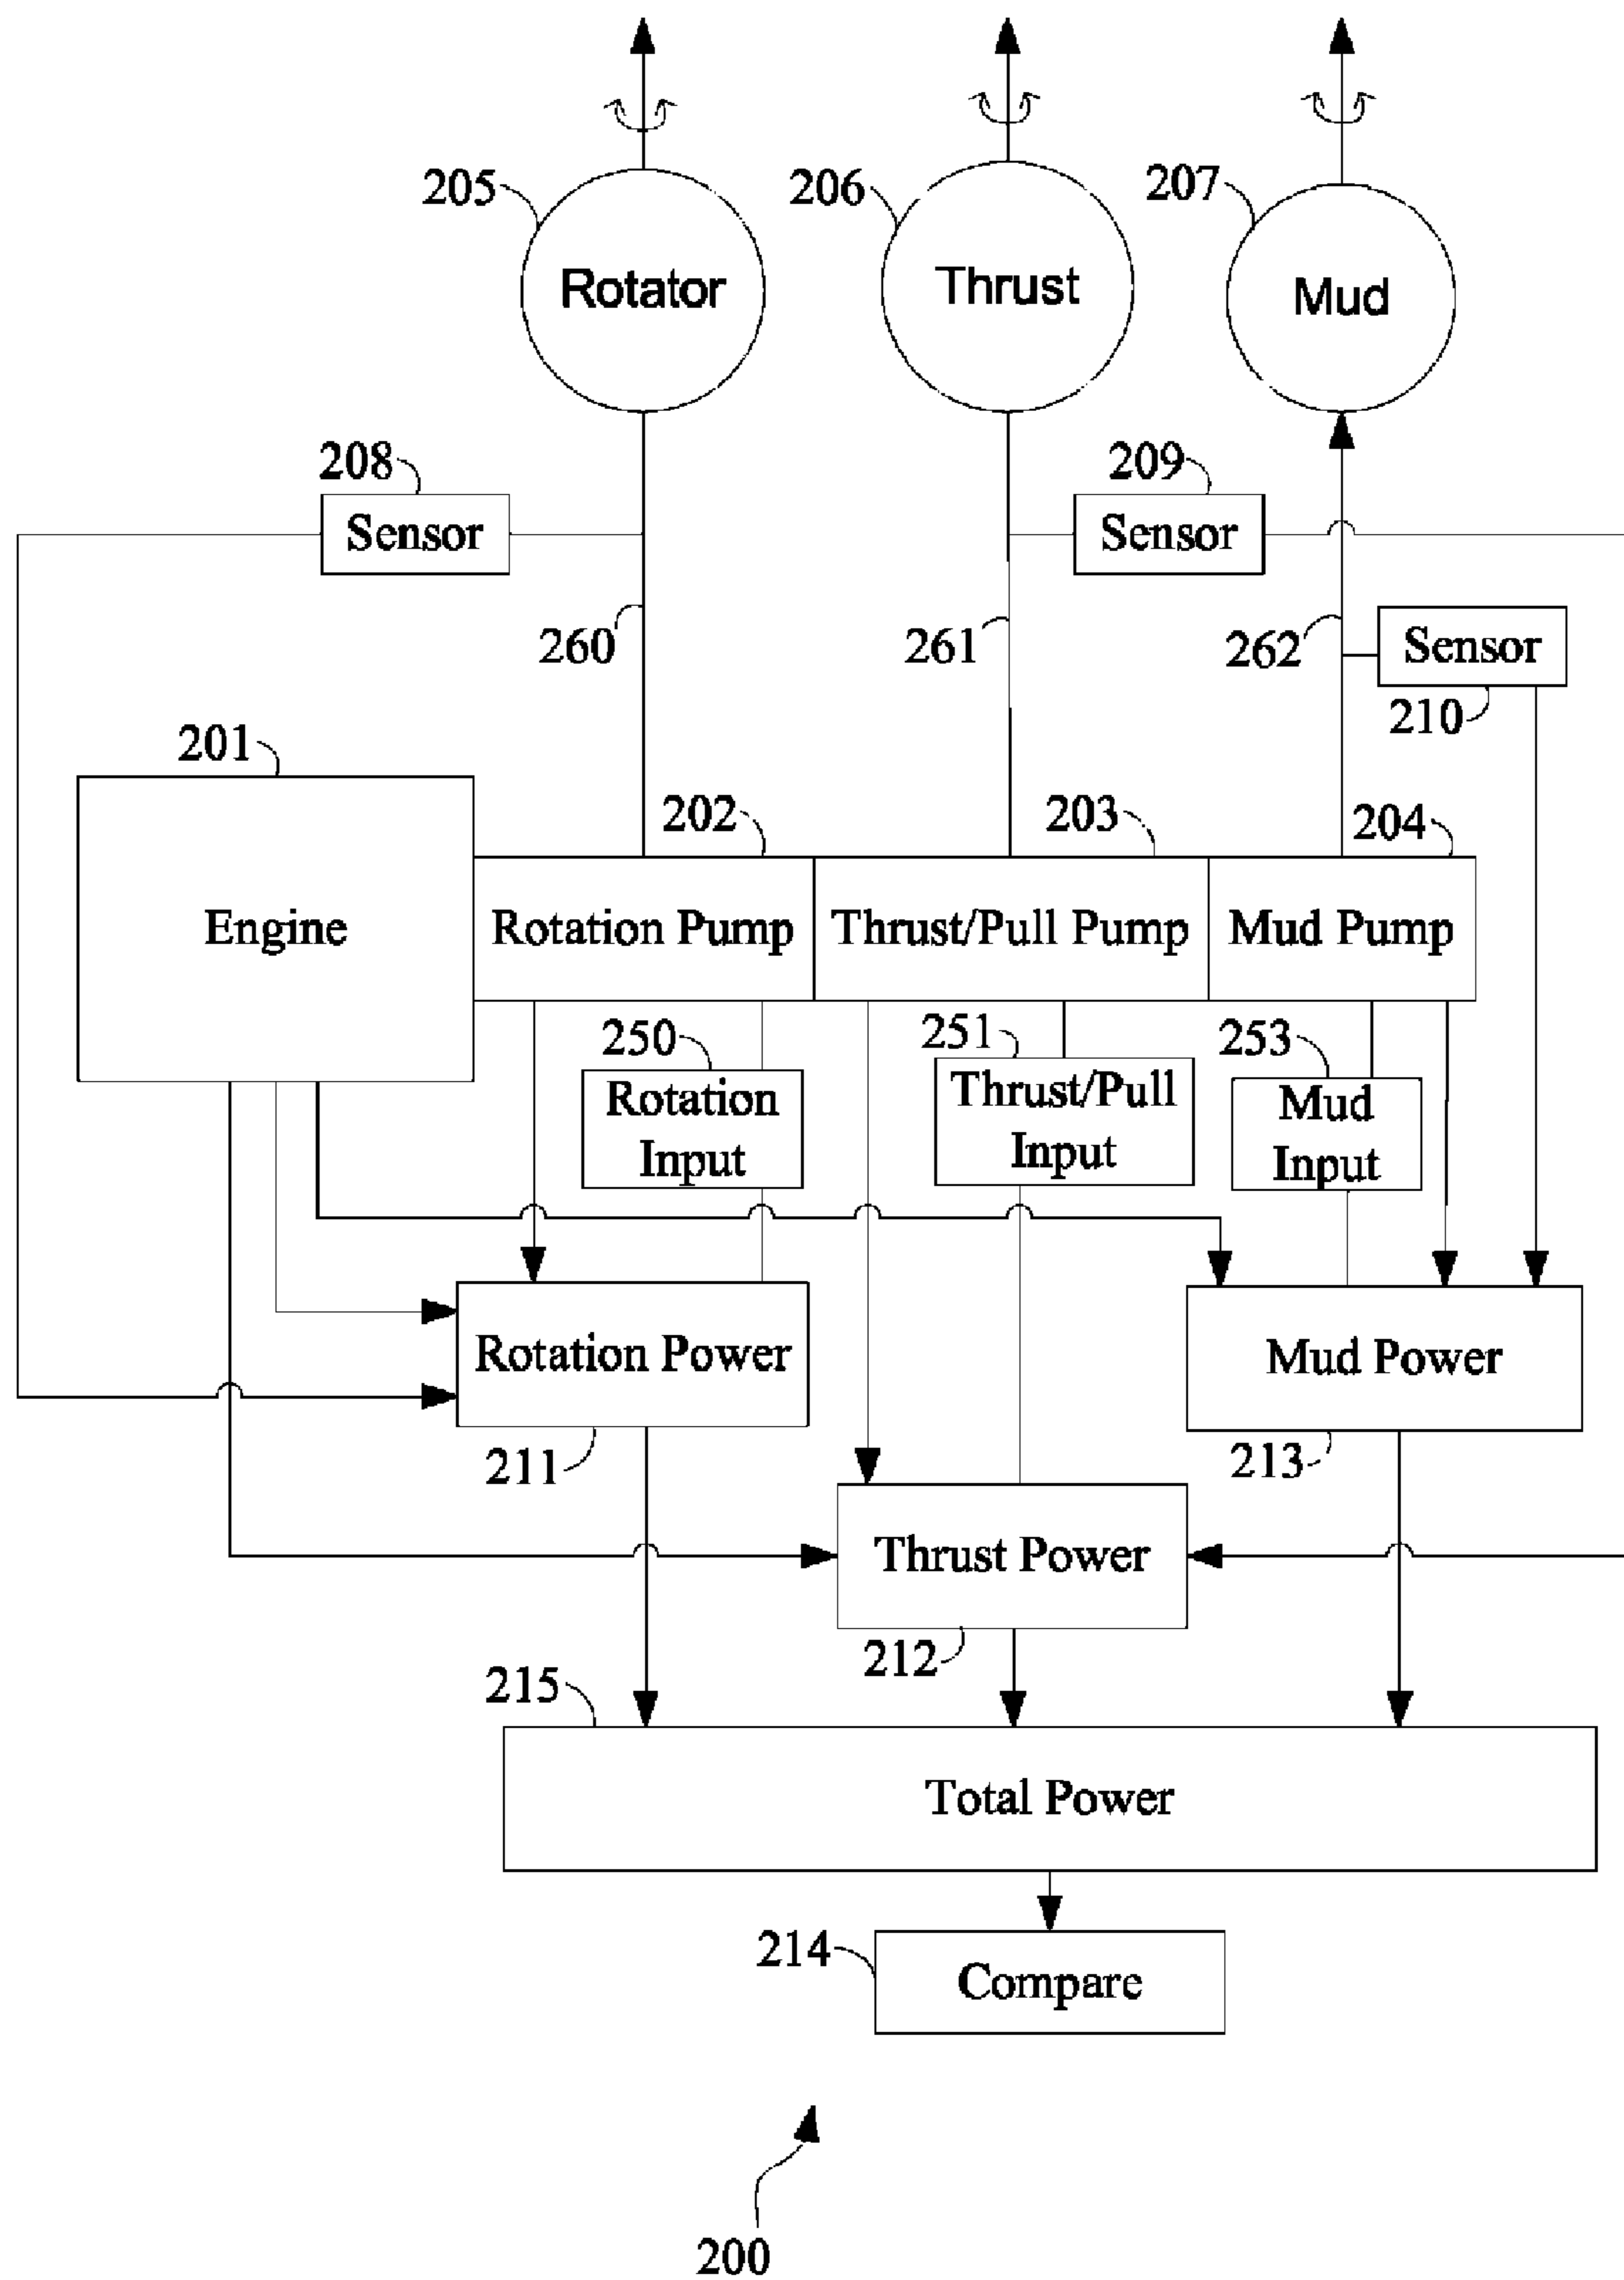 205
206
207
Rotator
Thrust
Mud
208
209
Sensor
Sensor
260
261
262
Sensor
210
201
202
203
204
Engine
Rotation Pump
Thrust/Pull Pump
Mud Pump
250
251
253
Rotation
Input
Thrust/Pull
Input
Mud
Input
Rotation Power
Mud Power
211
213
Thrust Power
212
215
Total Power
214
Compare
200